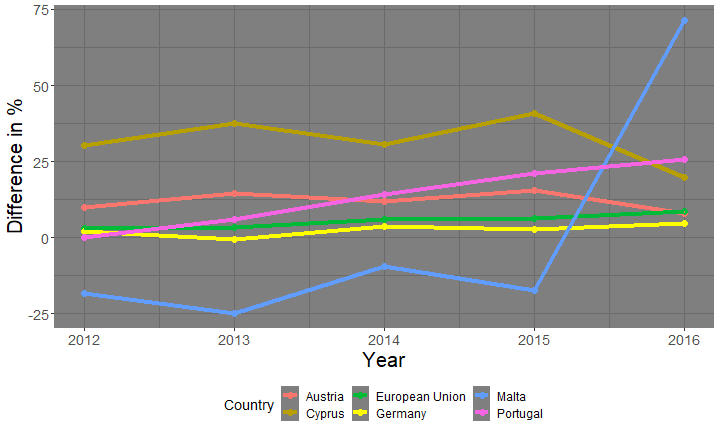 75
50
25
0
-25
Difference in %
2012 2013 2014 2015 2016
Year
Country
Austria European Union Malta
Cyprus Germany Portugal